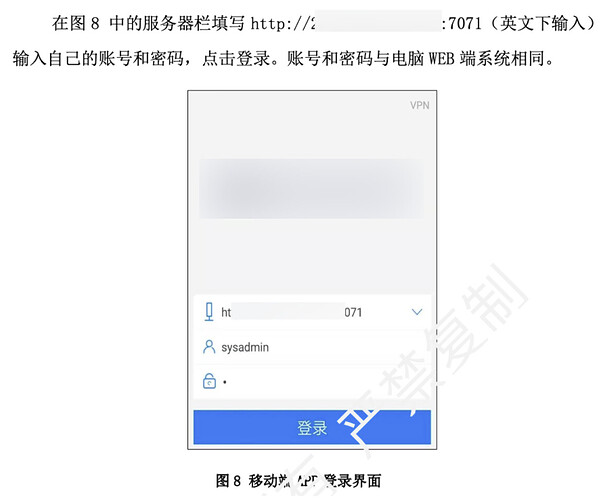 在图8 中的服务器栏填写 http://2 :7071（英文下输入）
输入自己的账号和密码，点击登录。账号和密码与电脑 WEB 端系统相同。
VPN
ht 071
sysadmin
登录
严禁复制
图 8 移动端 APP 登录界面